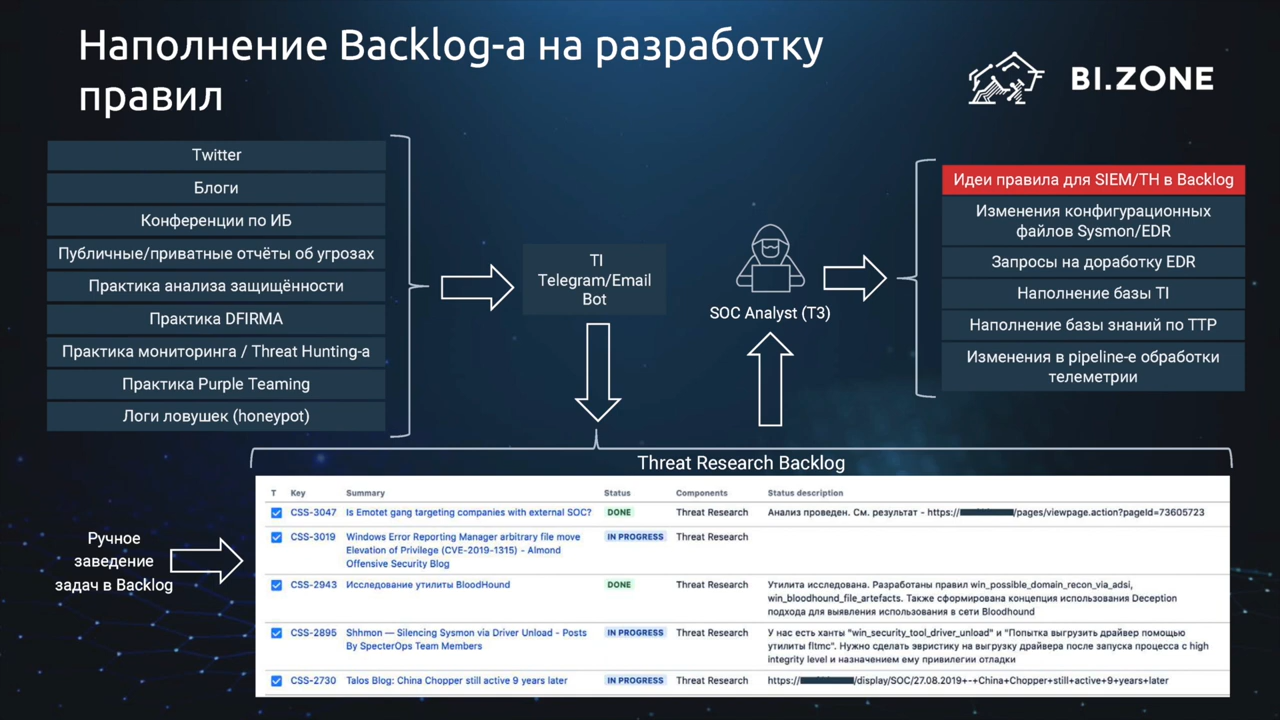 Наполнение Backlog-а на разработку
правил
BI.ZONE
Twitter
Блоги
Конференции по ИБ
Публичные/приватные отчёты об угрозах
Практика анализа защищённости
Практика DFIRMA
Практика мониторинга / Threat Hunting-а
Практика Purple Teaming
Логи ловушек (honeypot)
TI
Telegram/Email
Bot
SOC Analyst (T3)
Идеи правила для SIEM/TH в Backlog
Изменения конфигурационных
файлов Sysmon/EDR
Запросы на доработку EDR
Наполнение базы TI
Наполнение базы знаний по TTP
Изменения в pipeline-е обработки
телеметрии
Threat Research Backlog
Ручное
заведение
задач в Backlog
T Key Summary Status Components Status description
CSS-3047 Is Emotet gang targeting companies with external SOC? DONE Threat Research Анализ проведен. См. результат - https:// /pages/viewpage.action?pageId=73605723
CSS-3019 Windows Error Reporting Manager arbitrary file move IN PROGRESS Threat Research
Elevation of Privilege (CVE-2019-1315) - Almond
Offensive Security Blog
CSS-2943 Исследование утилиты BloodHound DONE Threat Research Утилита исследована. Разработаны правил win_possible_domain_recon_via_adsi,
win_bloodhound_file_artefacts. Также сформирована концепция использования Deception
подхода для выявления использования в сети Bloodhound
CSS-2895 Shhmon — Silencing Sysmon via Driver Unload - Posts IN PROGRESS Threat Research У нас есть ханты "win_security_tool_driver_unload" и "Попытка выгрузить драйвер помощью
By SpecterOps Team Members утилиты fltmc". Нужно сделать эвристику на выгрузку драйвера после запуска процесса с high
integrity level и назначением ему привилегии отладки
CSS-2730 Talos Blog: China Chopper still active 9 years later IN PROGRESS Threat Research https:// /display/SOC/27.08.2019+-+China+Chopper+still+active+9+years+later